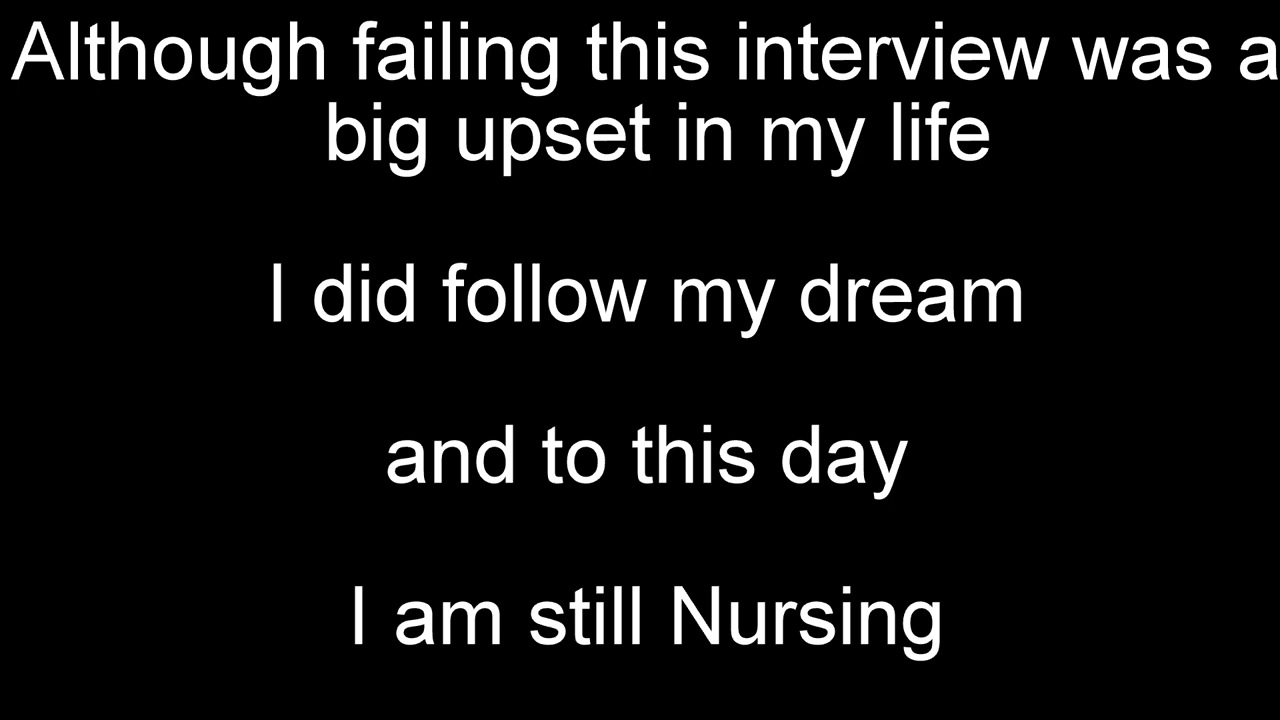 Although failing this interview was a
big upset in my life
I did follow my dream
and to this day
I am still Nursing